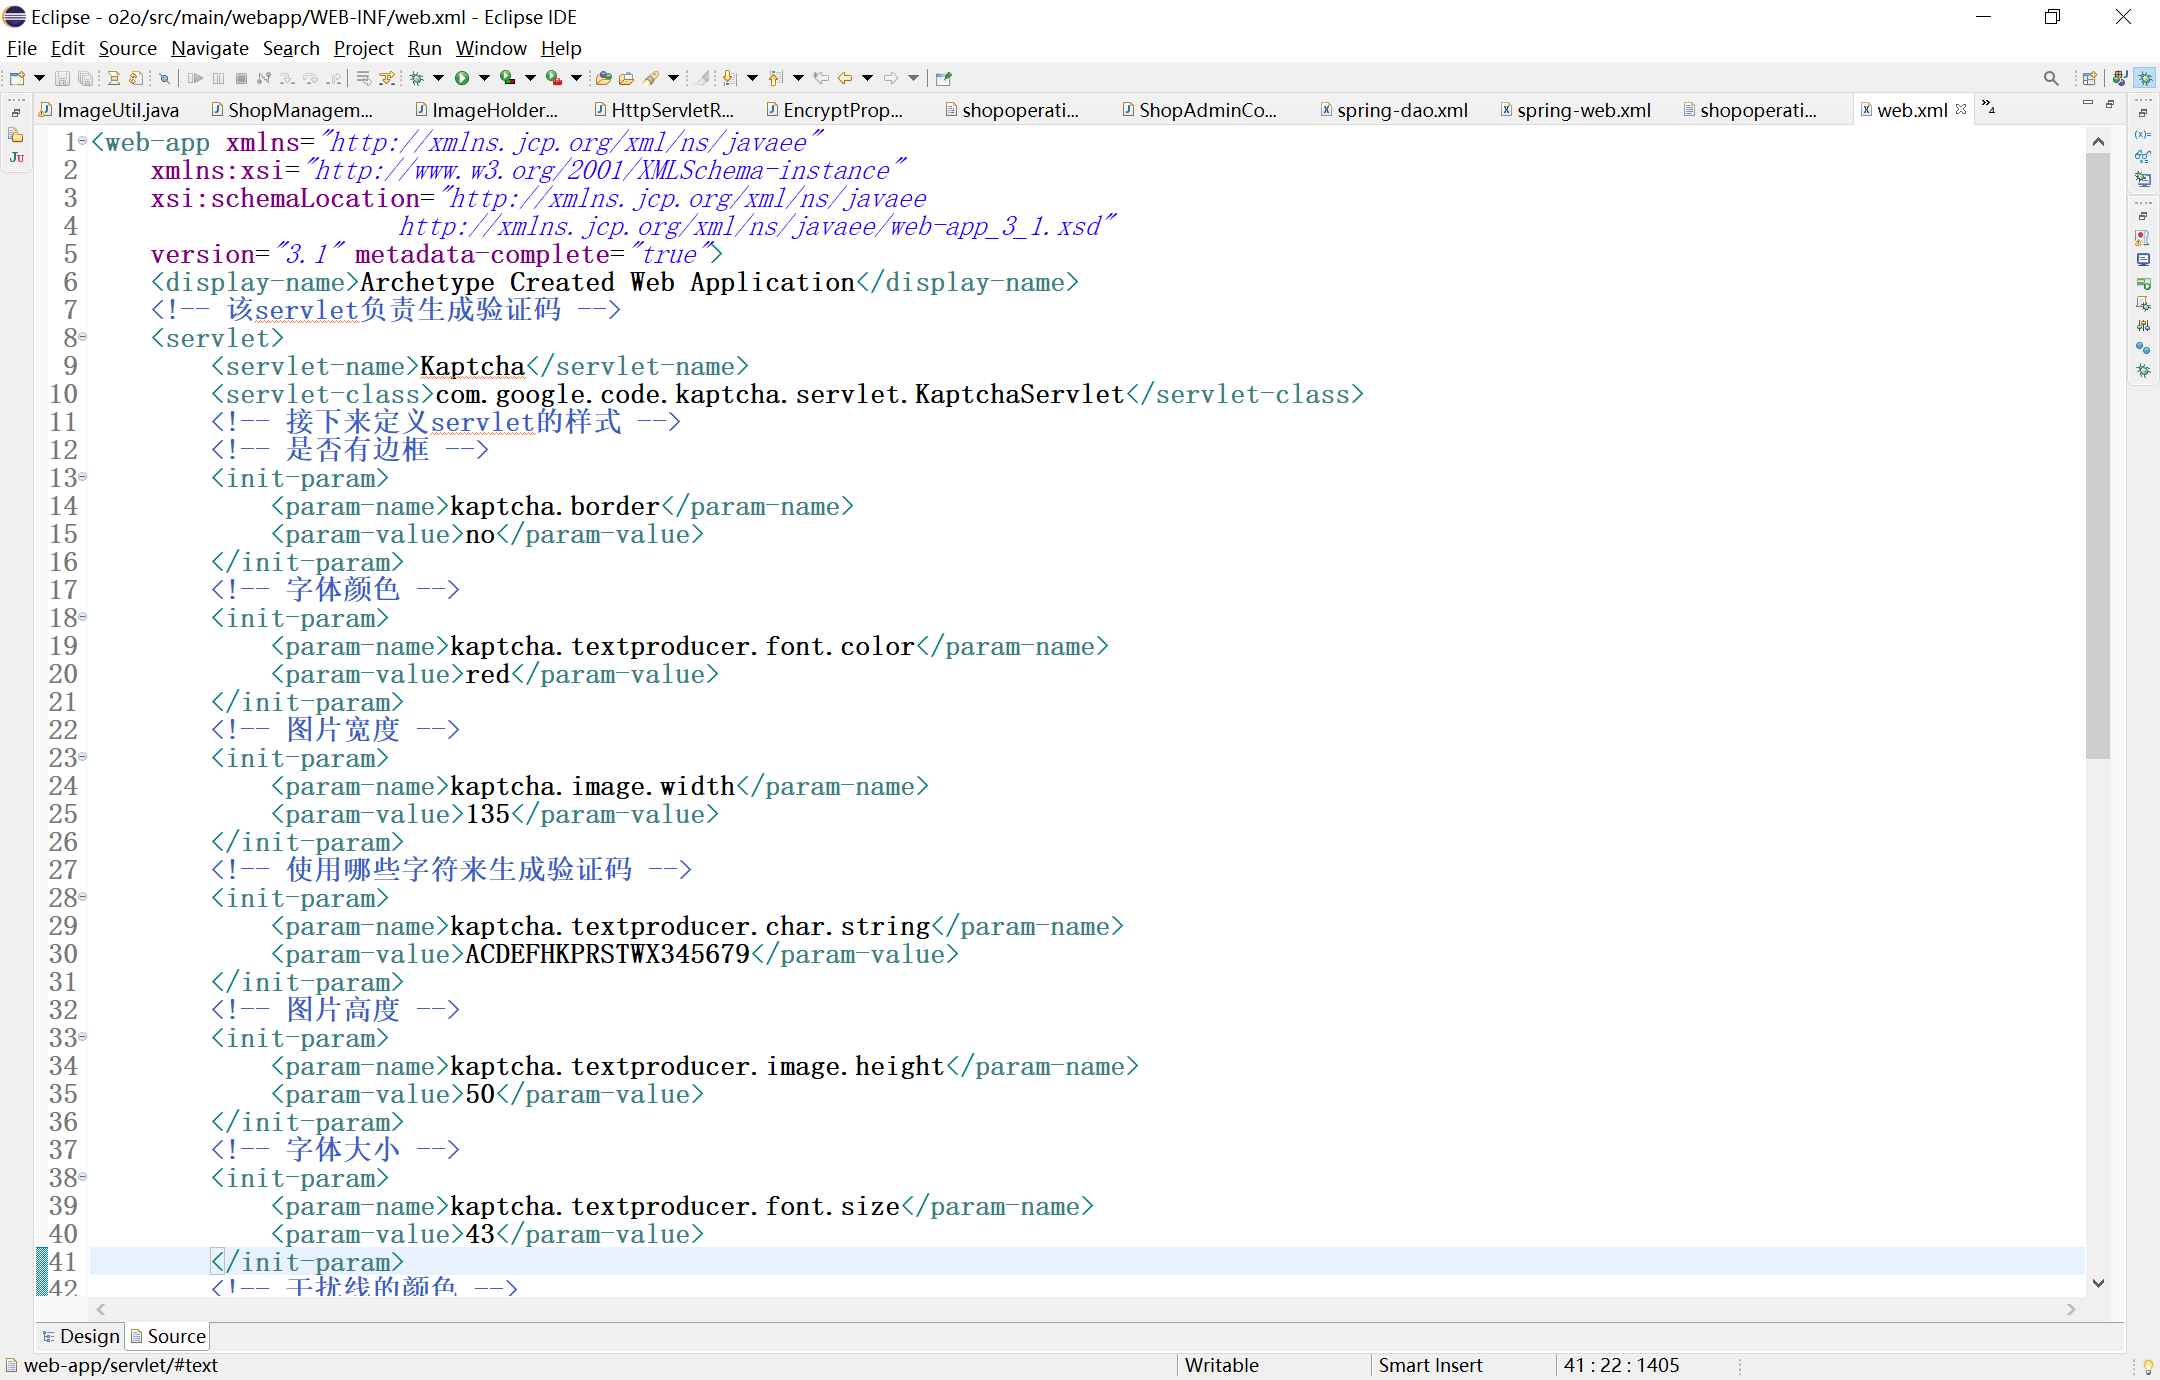 Eclipse - o2o/src/main/webapp/WEB-INF/web.xml - Eclipse IDE
File Edit Source Navigate Search Project Run Window Help
ImageUtil.java ShopManagem... ImageHolder... HttpServletR... EncryptProp... shopoperati... ShopAdminCo... spring-dao.xml spring-web.xml shopoperati... web.xml »4
1 <web-app xmlns="http://xmlns.jcp.org/xml/ns/javaee"
2 xmlns:xsi="http://www.w3.org/2001/XMLSchema-instance"
3 xsi:schemaLocation="http://xmlns.jcp.org/xml/ns/javaee
4 http://xmlns.jcp.org/xml/ns/javaee/web-app_3_1.xsd"
5 version="3.1" metadata-complete="true">
6 <display-name>Archetype Created Web Application</display-name>
7 <!-- 该servlet负责生成验证码 -->
8 <servlet>
9 <servlet-name>Kaptcha</servlet-name>
10 <servlet-class>com.google.code.kaptcha.servlet.KaptchaServlet</servlet-class>
11 <!-- 接下来定义servlet的样式 -->
12 <!-- 是否有边框 -->
13 <init-param>
14 <param-name>kaptcha.border</param-name>
15 <param-value>no</param-value>
16 </init-param>
17 <!-- 字体颜色 -->
18 <init-param>
19 <param-name>kaptcha.textproducer.font.color</param-name>
20 <param-value>red</param-value>
21 </init-param>
22 <!-- 图片宽度 -->
23 <init-param>
24 <param-name>kaptcha.image.width</param-name>
25 <param-value>135</param-value>
26 </init-param>
27 <!-- 使用哪些字符来生成验证码 -->
28 <init-param>
29 <param-name>kaptcha.textproducer.char.string</param-name>
30 <param-value>ACDEFHKPRSTWX345679</param-value>
31 </init-param>
32 <!-- 图片高度 -->
33 <init-param>
34 <param-name>kaptcha.textproducer.image.height</param-name>
35 <param-value>50</param-value>
36 </init-param>
37 <!-- 字体大小 -->
38 <init-param>
39 <param-name>kaptcha.textproducer.font.size</param-name>
40 <param-value>43</param-value>
41 </init-param>
42 <!-- 干扰线的颜色 -->
Design Source
web-app/servlet/#text Writable Smart Insert 41 : 22 : 1405